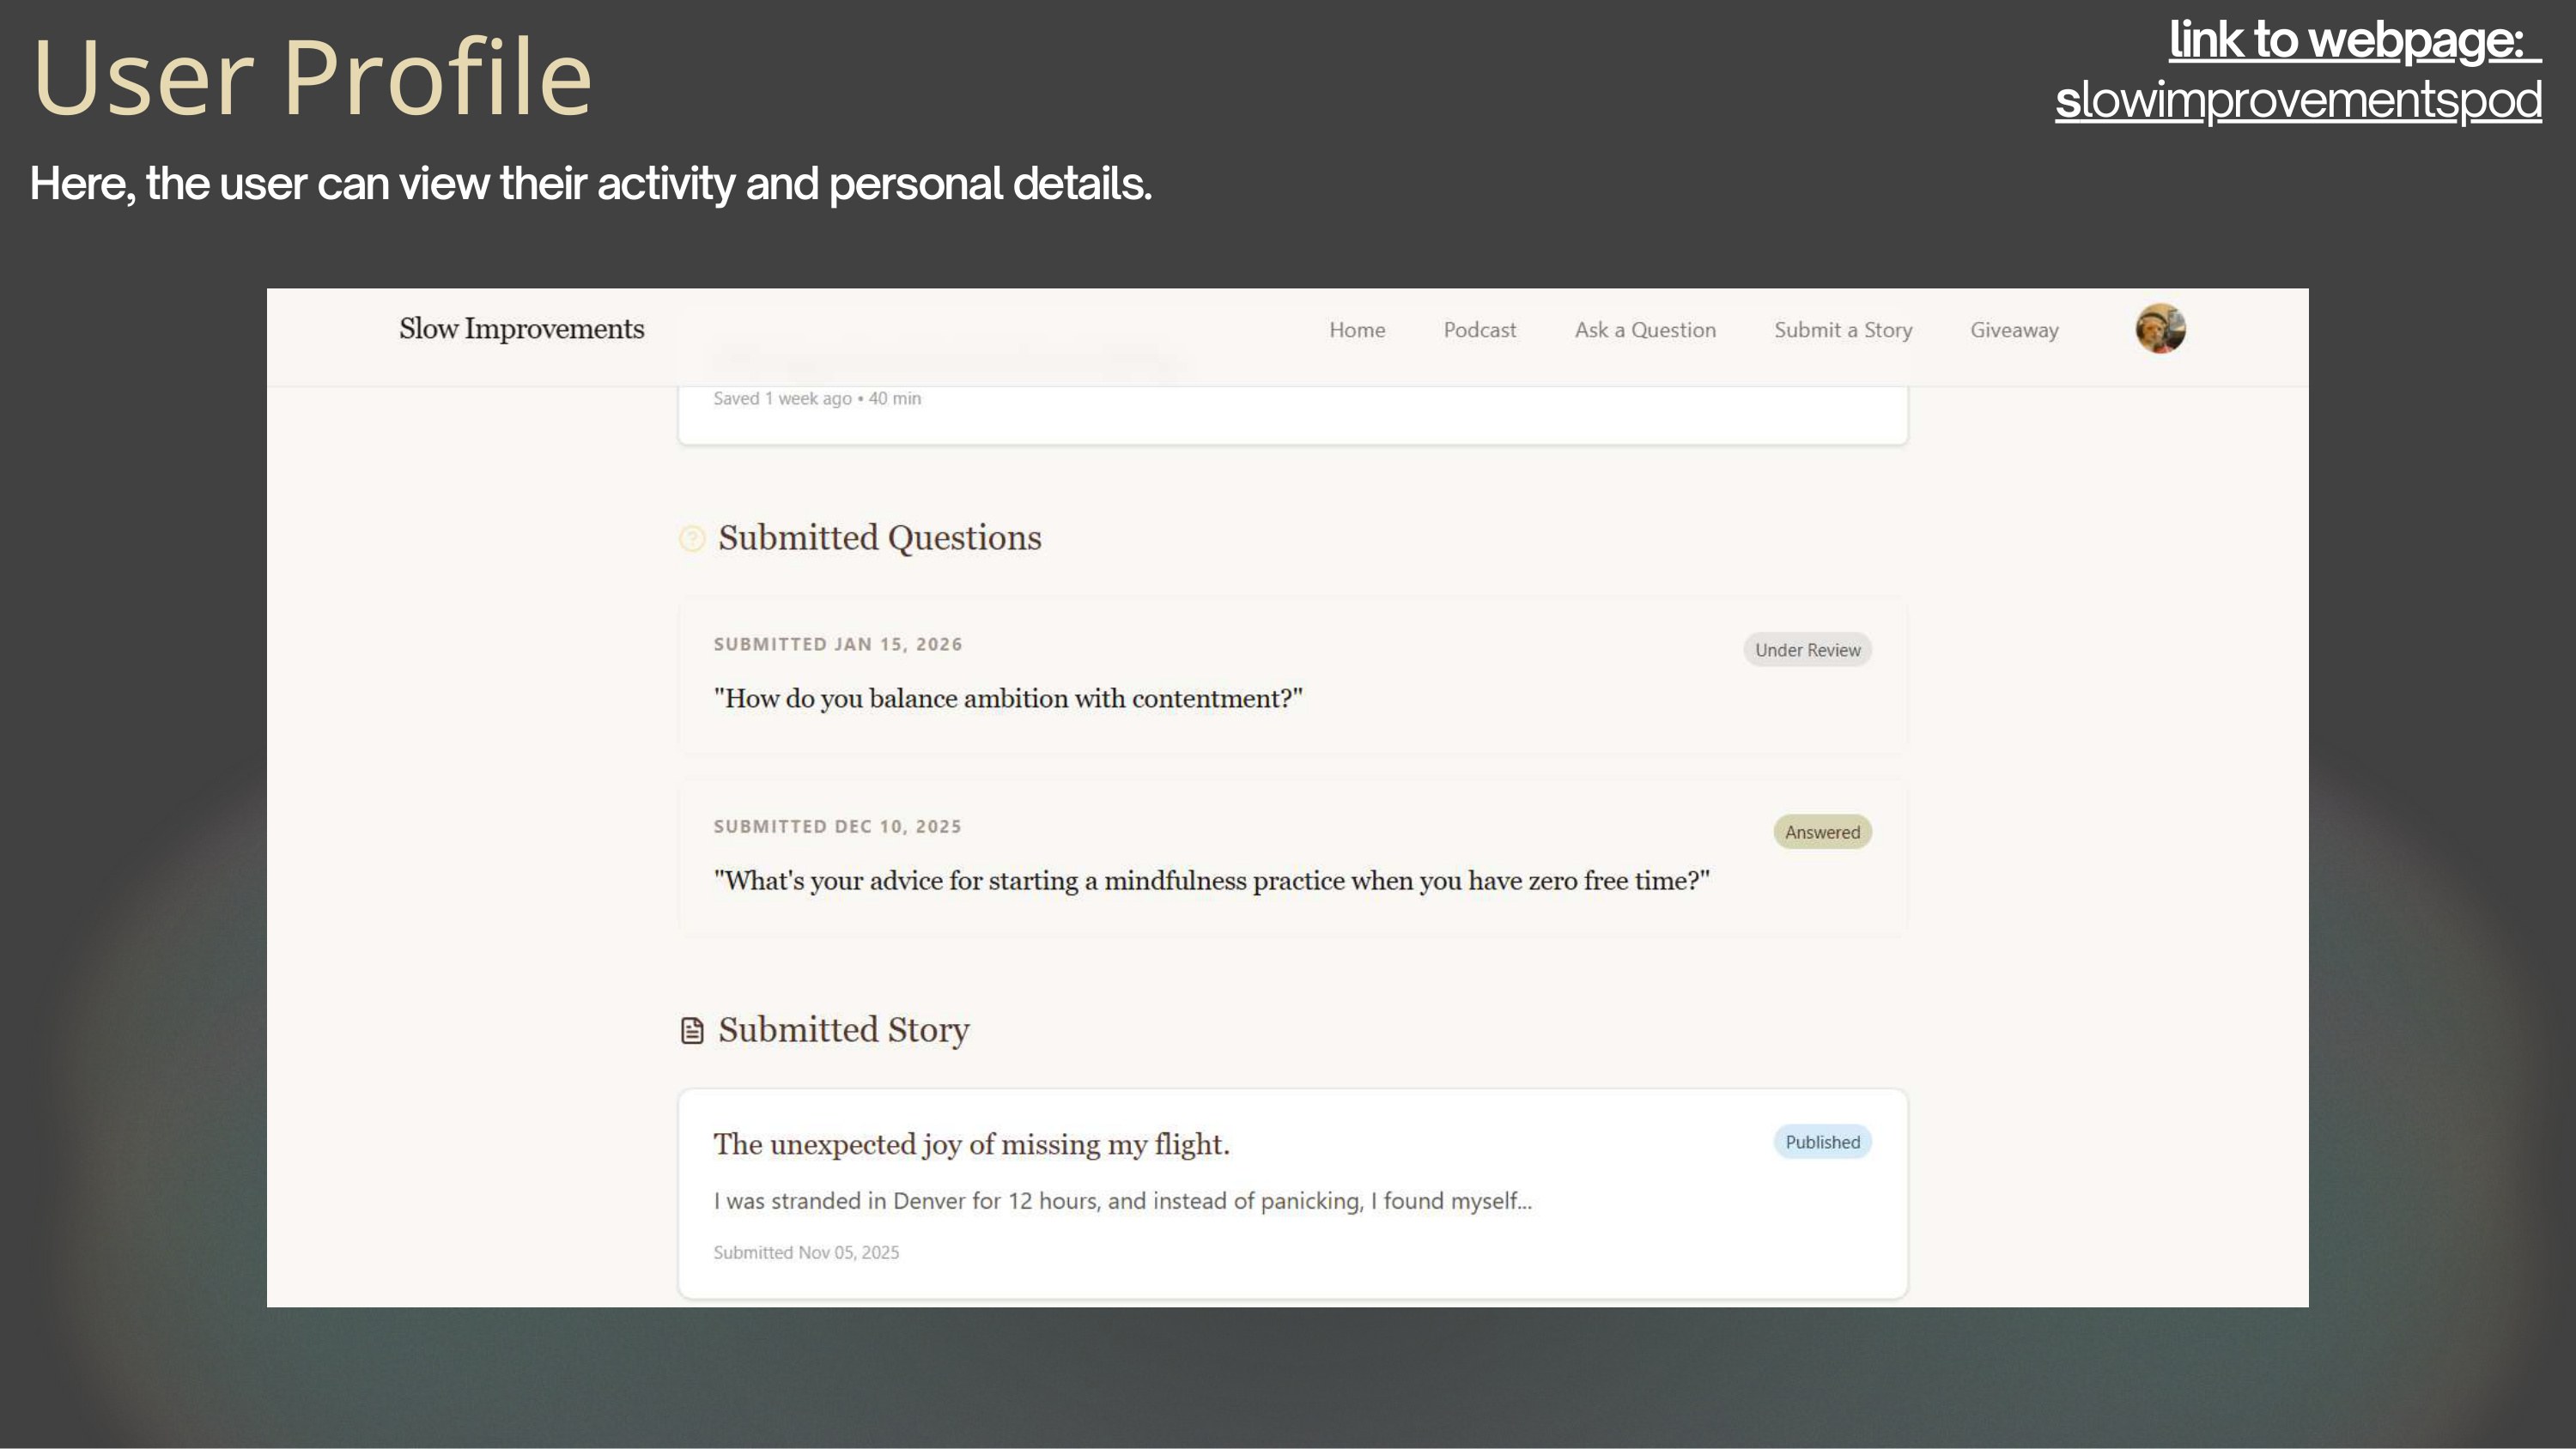 User Profile
link to webpage:
slowimprovementspod
Here, the user can view their activity and personal details.
Slow Improvements
Home
Podcast
Ask a Question
Submit a Story
Giveaway
Saved 1 week ago • 40 min
Submitted Questions
SUBMITTED JAN 15, 2026
Under Review
"How do you balance ambition with contentment?"
SUBMITTED DEC 10, 2025
Answered
"What's your advice for starting a mindfulness practice when you have zero free time?"
Submitted Story
The unexpected joy of missing my flight.
Published
I was stranded in Denver for 12 hours, and instead of panicking, I found myself...
Submitted Nov 05, 2025